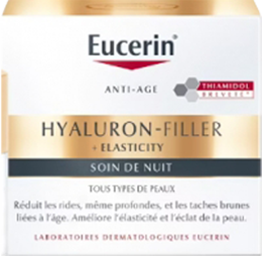 Eucerin®
ANTI-AGE
THIAMIDOL
BREVETÉ
HYALURON-FILLER
+ ELASTICITY
SOIN DE NUIT
TOUS TYPES DE PEAUX
Réduit les rides, même profondes, et les taches brunes
liées à l'âge. Améliore l'élasticité et l'éclat de la peau.
LABORATOIRES DERMATOLOGIQUES EUCERIN